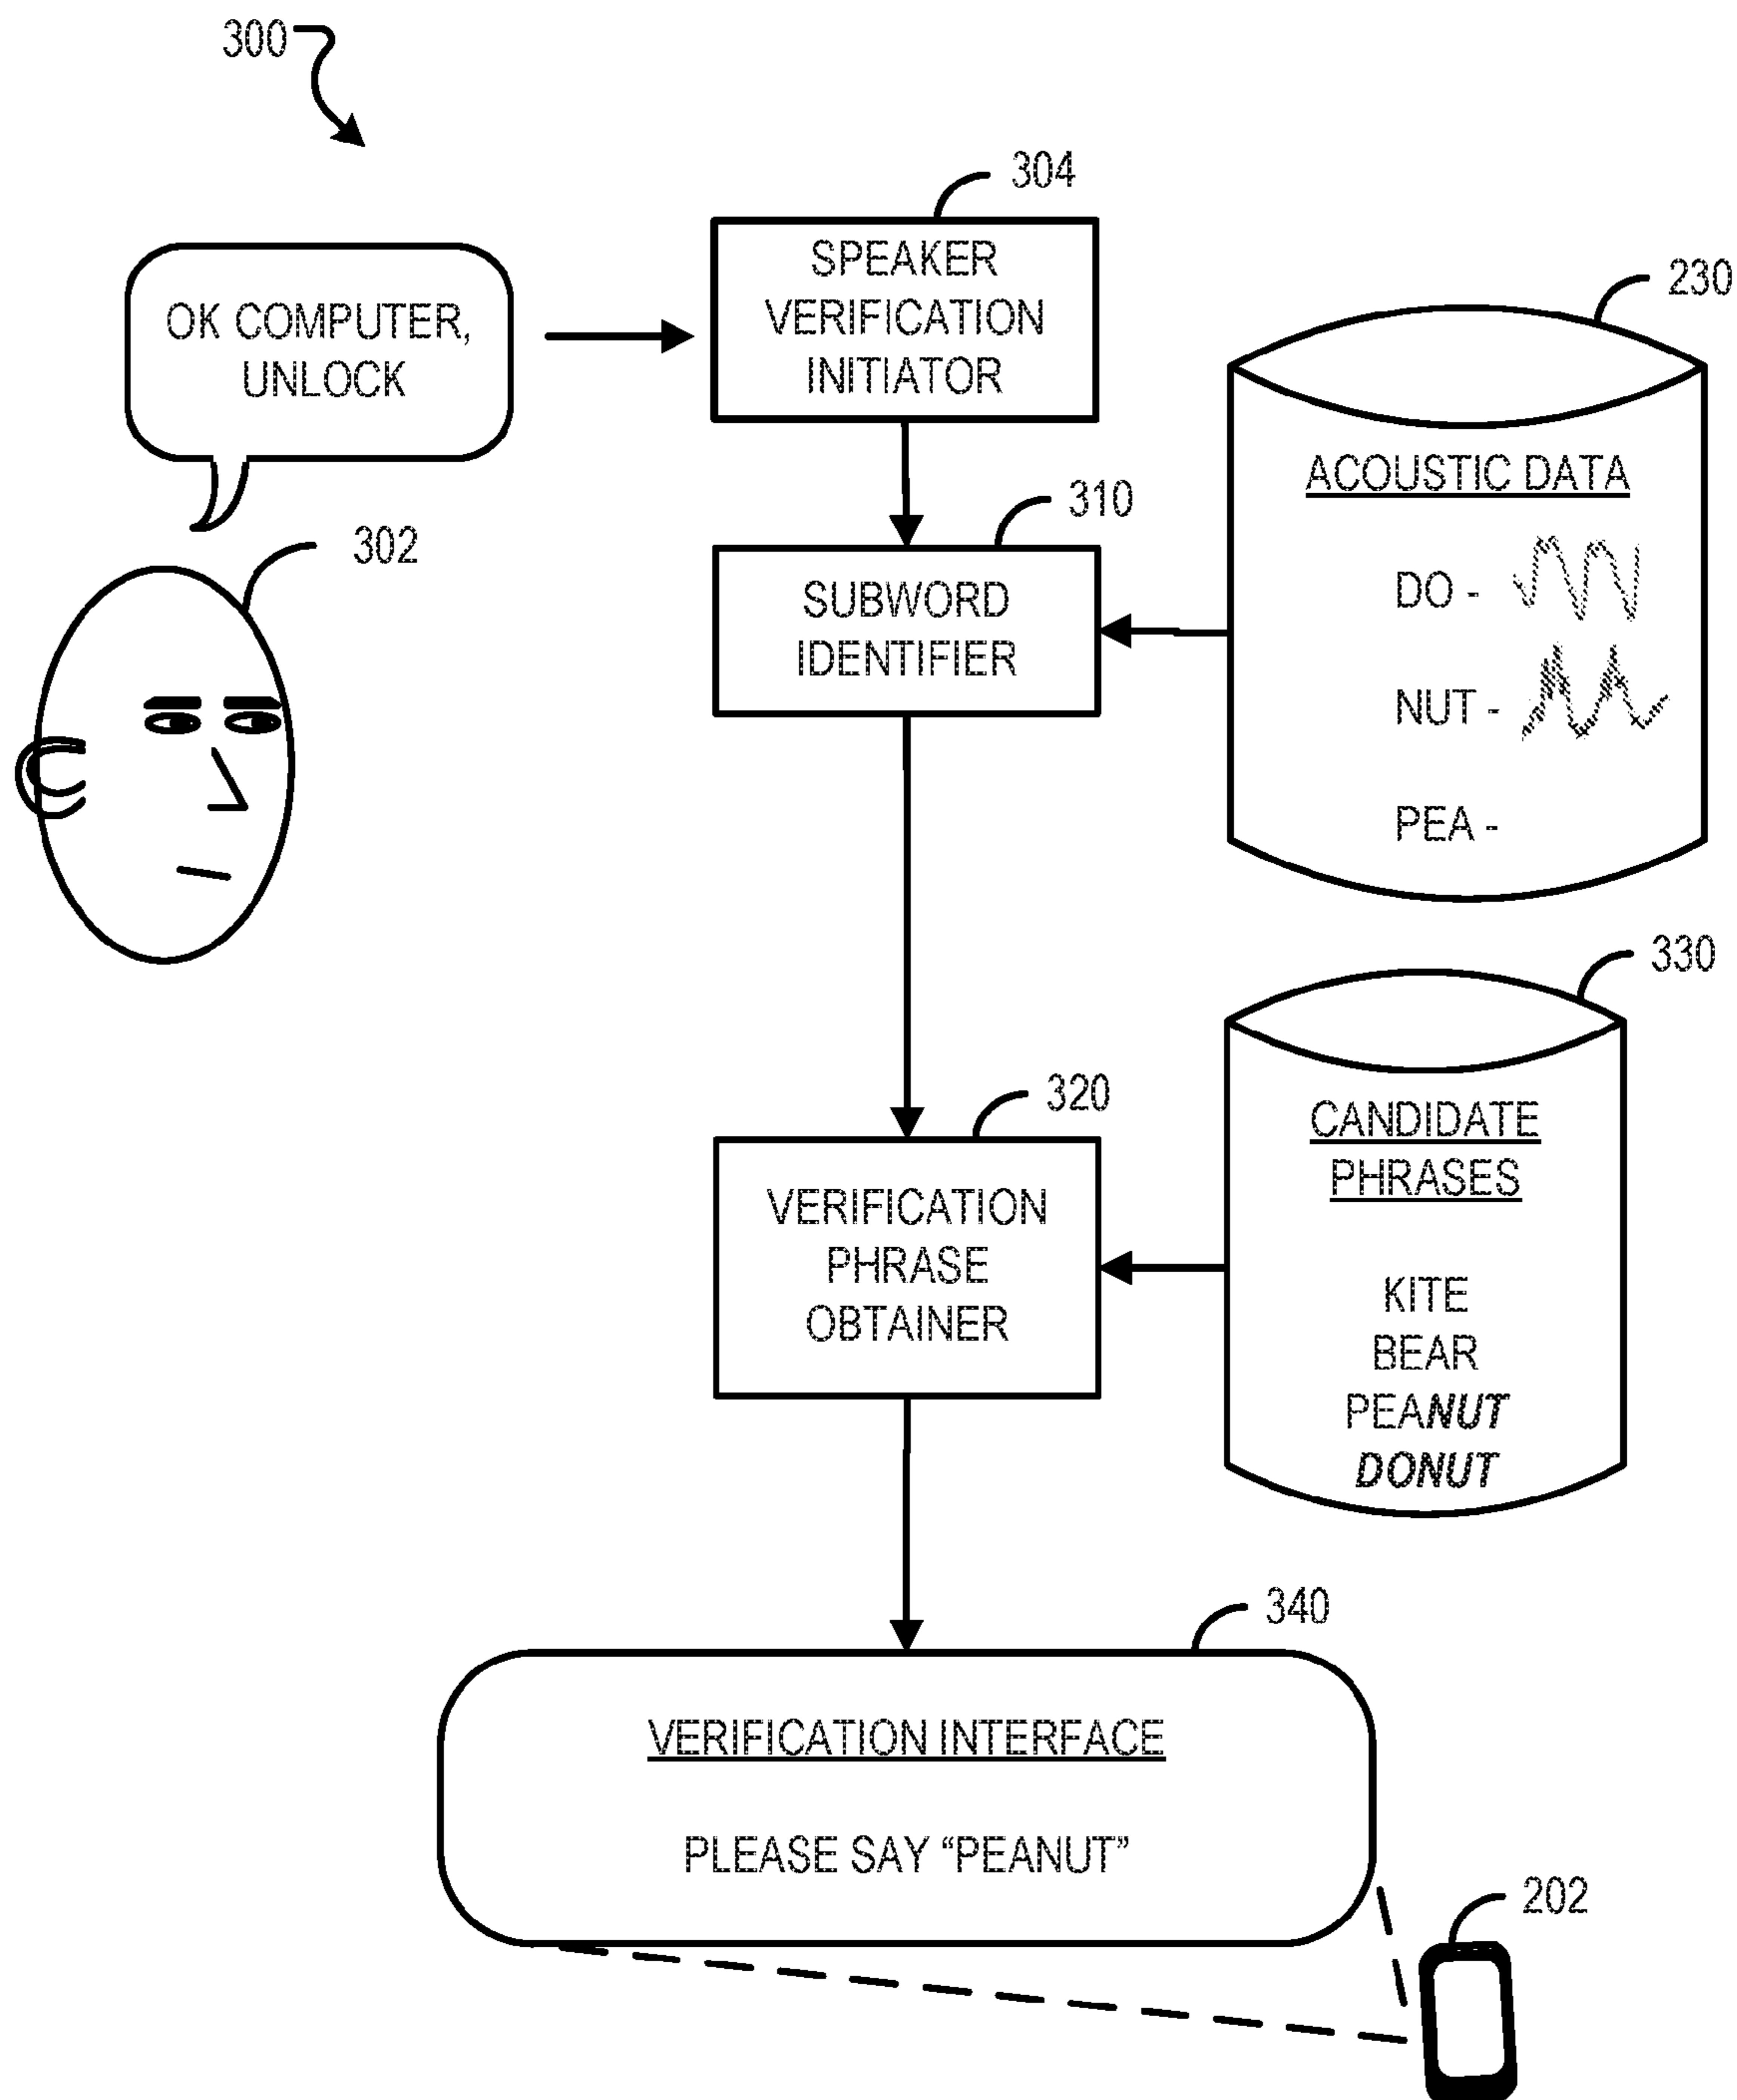 300
304
SPEAKER
VERIFICATION
INITIATOR
OK COMPUTER,
UNLOCK
230
ACOUSTIC DATA
DO -
NUT -
PEA -
310
SUBWORD
IDENTIFIER
302
330
CANDIDATE
PHRASES
KITE
BEAR
PEANUT
DONUT
320
VERIFICATION
PHRASE
OBTAINER
340
VERIFICATION INTERFACE
PLEASE SAY “PEANUT”
202